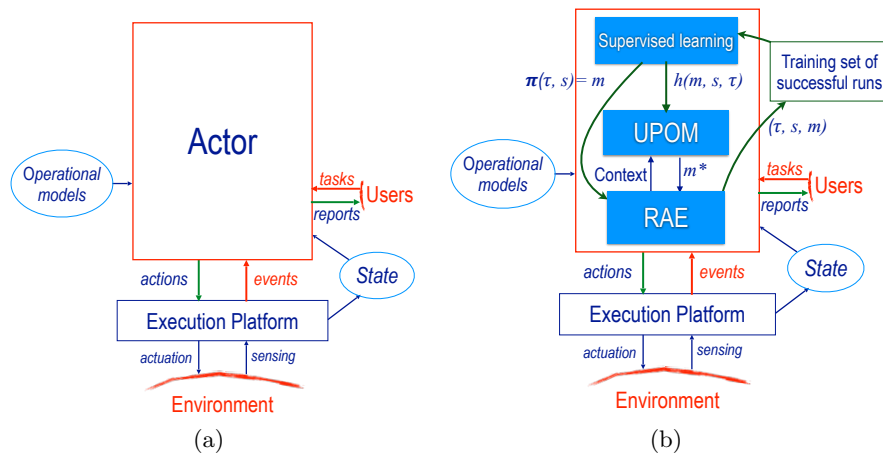 Actor
Operational
models
tasks
Users
reports
actions
events
State
Execution Platform
actuation
sensing
Environment
(a)
Supervised learning
Training set of
successful runs
π(τ, s) = m
h(m, s, τ)
UPOM
(τ, s, m)
Operational
models
Context
m*
tasks
Users
RAE
reports
actions
events
State
Execution Platform
actuation
sensing
Environment
(b)